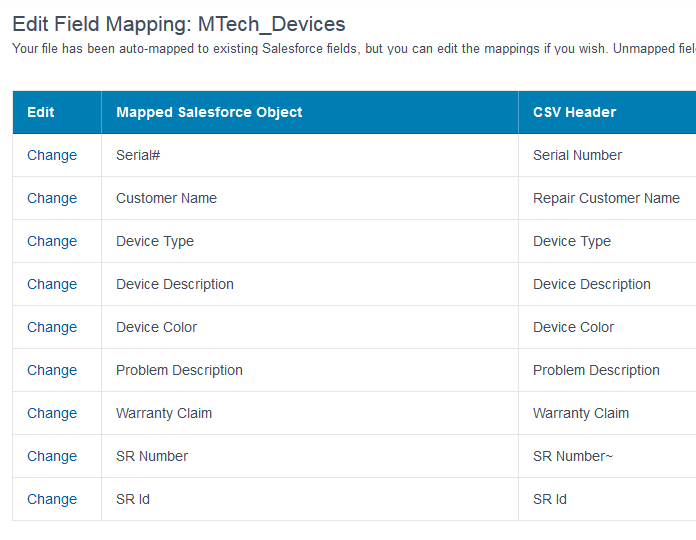 Edit Field Mapping: MTech_Devices
Your file has been auto-mapped to existing Salesforce fields, but you can edit the mappings if you wish. Unmapped fiel
Edit Mapped Salesforce Object CSV Header
Change Serial# Serial Number
Change Customer Name Repair Customer Name
Change Device Type Device Type
Change Device Description Device Description
Change Device Color Device Color
Change Problem Description Problem Description
Change Warranty Claim Warranty Claim
Change SR Number SR Number~
Change SR Id SR Id